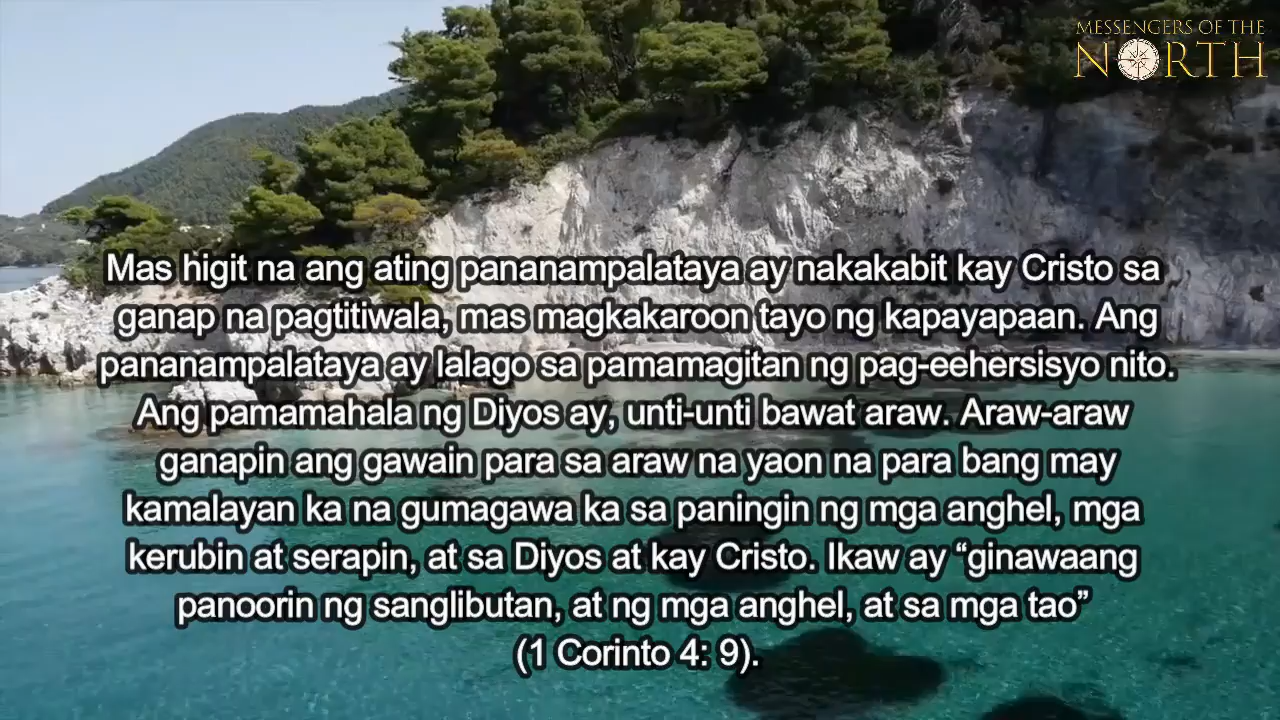 MESSENGERS OF THE
NORTH
Mas higit na ang ating pananampalataya ay nakakabit kay Cristo sa
ganap na pagtitiwala, mas magkakaroon tayo ng kapayapaan. Ang
pananampalataya ay lalago sa pamamagitan ng pag-eehersisyo nito.
Ang pamamahala ng Diyos ay, unti-unti bawat araw. Araw-araw
ganapin ang gawain para sa araw na yaon na para bang may
kamalayan ka na gumagawa ka sa paningin ng mga anghel, mga
kerubin at serapin, at sa Diyos at kay Cristo. Ikaw ay “ginawaang
panoorin ng sanglibutan, at ng mga anghel, at sa mga tao”
(1 Corinto 4: 9).